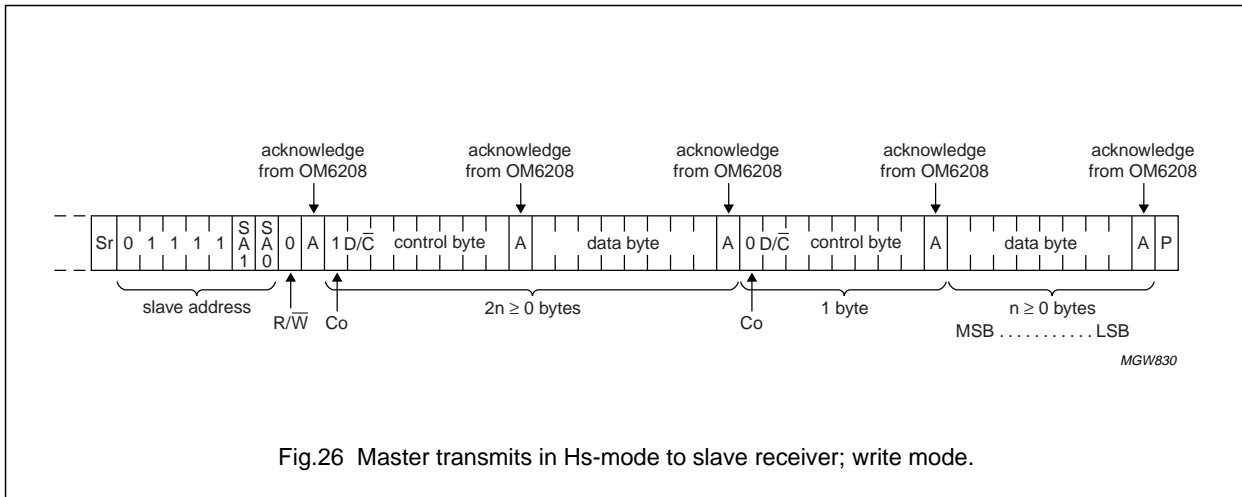 acknowledge acknowledge acknowledge acknowledge acknowledge
from OM6208 from OM6208 from OM6208 from OM6208 from OM6208
Sr 0 1 1 1 1 SA1 SA0 0 A 1 D/C̅ control byte A data byte A 0 D/C̅ control byte A data byte A P
slave address 2n ≥ 0 bytes 1 byte n ≥ 0 bytes
R/W̅ Co Co MSB . . . . . . . . . . . LSB
MGW830
Fig.26 Master transmits in Hs-mode to slave receiver; write mode.